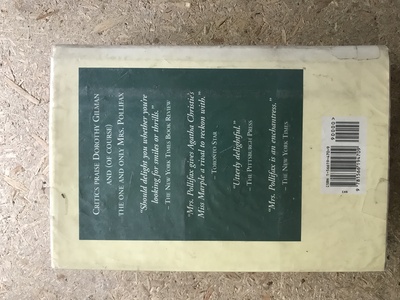 CRITICS PRAISE DOROTHY GILMAN
AND (OF COURSE)
THE ONE AND ONLY MRS. POLLIFAX
"Should delight you whether you're
looking for smiles or thrills."
– THE NEW YORK TIMES BOOK REVIEW
"Mrs. Pollifax gives Agatha Christie's
Miss Marple a rival to reckon with."
– TORONTO STAR
"Utterly delightful."
– THE PITTSBURGH PRESS
"Mrs. Pollifax is an enchantress."
– THE NEW YORK TIMES